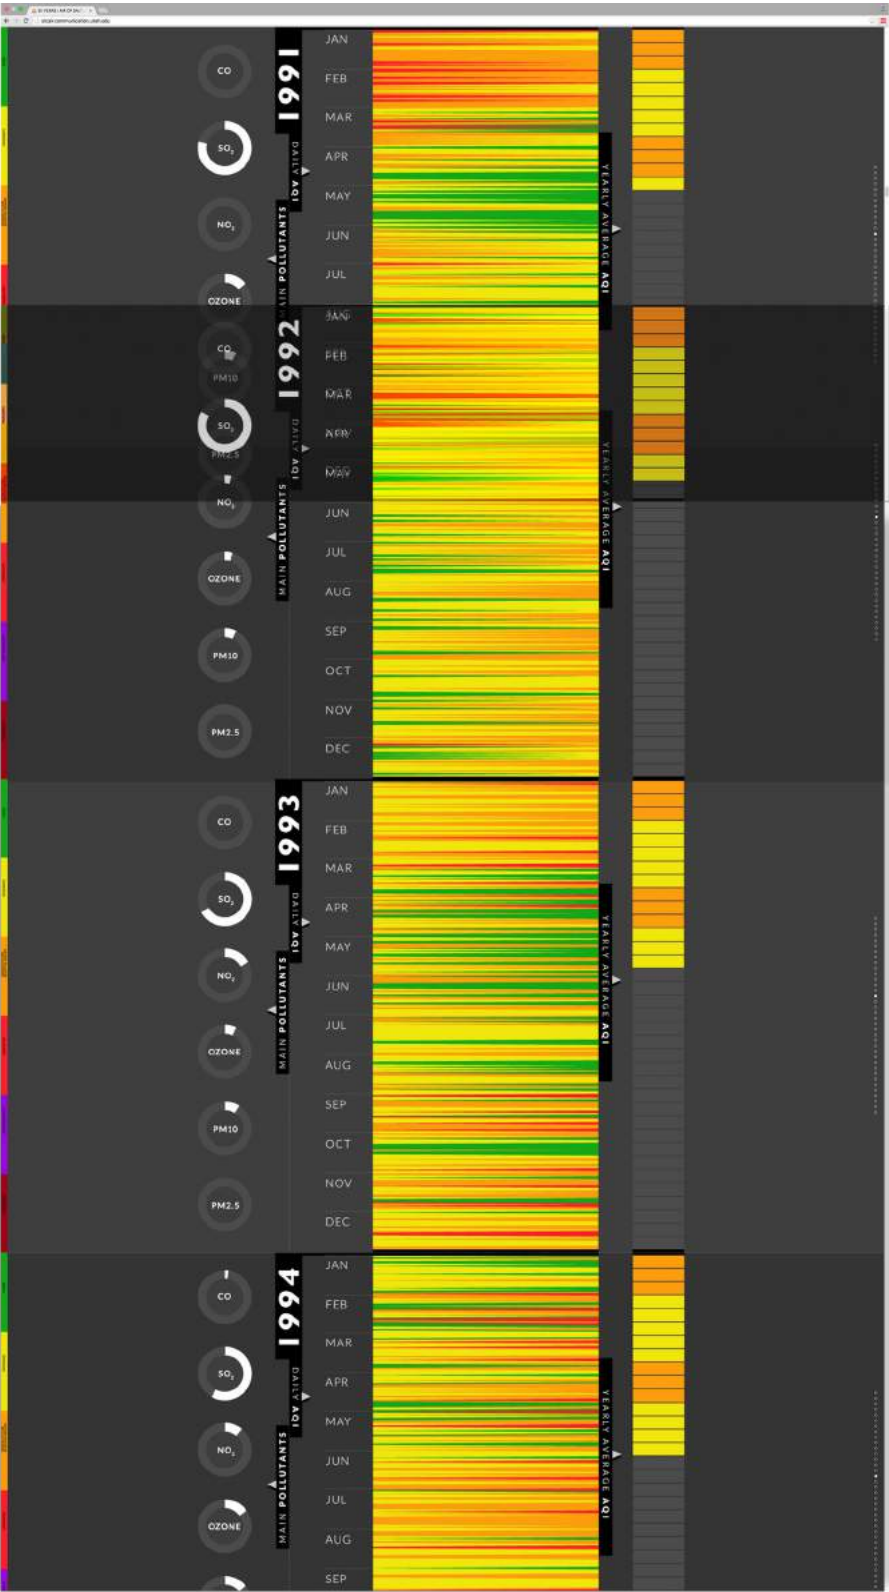 1991
DAILY AQI
MAIN POLLUTANTS
CO
SO₂
NO₂
OZONE
JAN
FEB
MAR
APR
MAY
JUN
JUL
YEARLY AVERAGE AQI
1992
DAILY AQI
MAIN POLLUTANTS
CO
PM10
SO₂
PM2.5
NO₂
OZONE
PM10
PM2.5
JAN
FEB
MAR
APR
MAY
JUN
JUL
AUG
SEP
OCT
NOV
DEC
YEARLY AVERAGE AQI
1993
DAILY AQI
MAIN POLLUTANTS
CO
SO₂
NO₂
OZONE
PM10
PM2.5
JAN
FEB
MAR
APR
MAY
JUN
JUL
AUG
SEP
OCT
NOV
DEC
YEARLY AVERAGE AQI
1994
DAILY AQI
MAIN POLLUTANTS
CO
SO₂
NO₂
OZONE
JAN
FEB
MAR
APR
MAY
JUN
JUL
AUG
SEP
YEARLY AVERAGE AQI